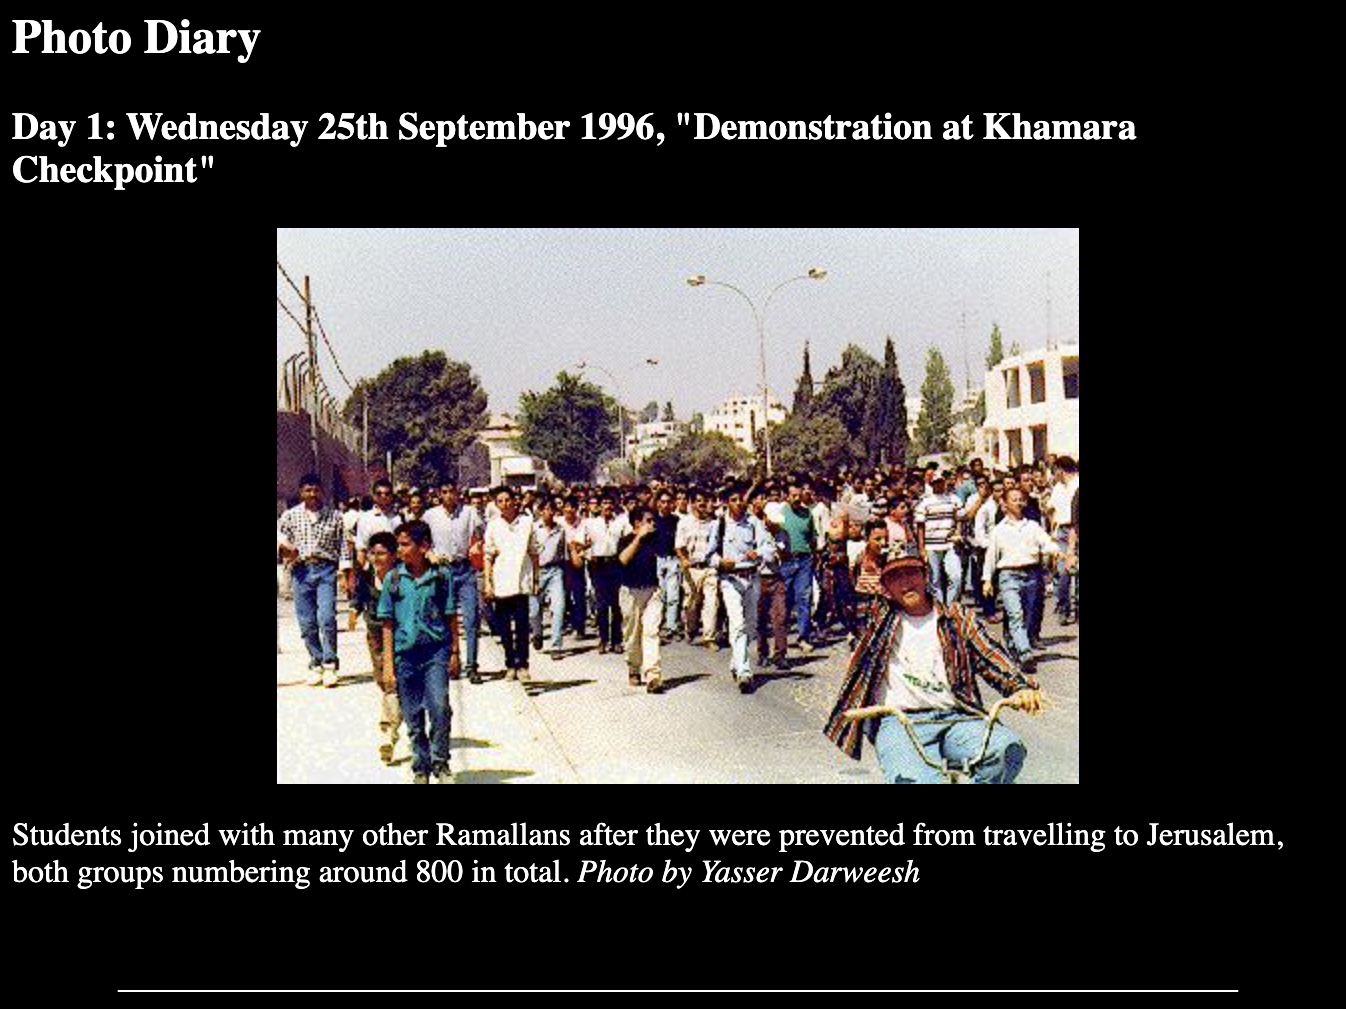 Photo Diary
Day 1: Wednesday 25th September 1996, "Demonstration at Khamara
Checkpoint"
Students joined with many other Ramallans after they were prevented from travelling to Jerusalem,
both groups numbering around 800 in total. Photo by Yasser Darweesh